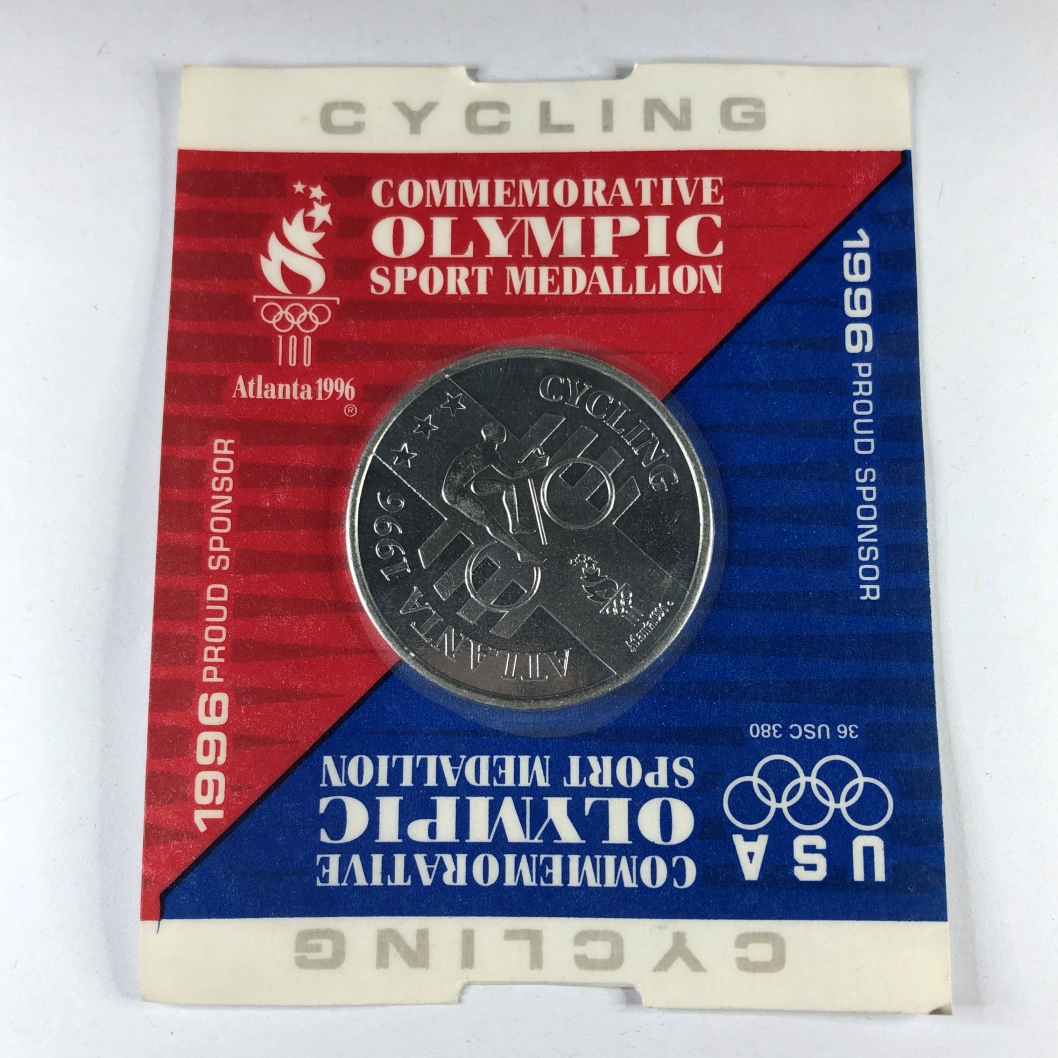 CYCLING
COMMEMORATIVE
OLYMPIC
SPORT MEDALLION
100
Atlanta 1996
®
1996 PROUD SPONSOR
1996 PROUD SPONSOR
CYCLING
ATLANTA 1996
36 USC 380
USA
COMMEMORATIVE
OLYMPIC
SPORT MEDALLION
CYCLING